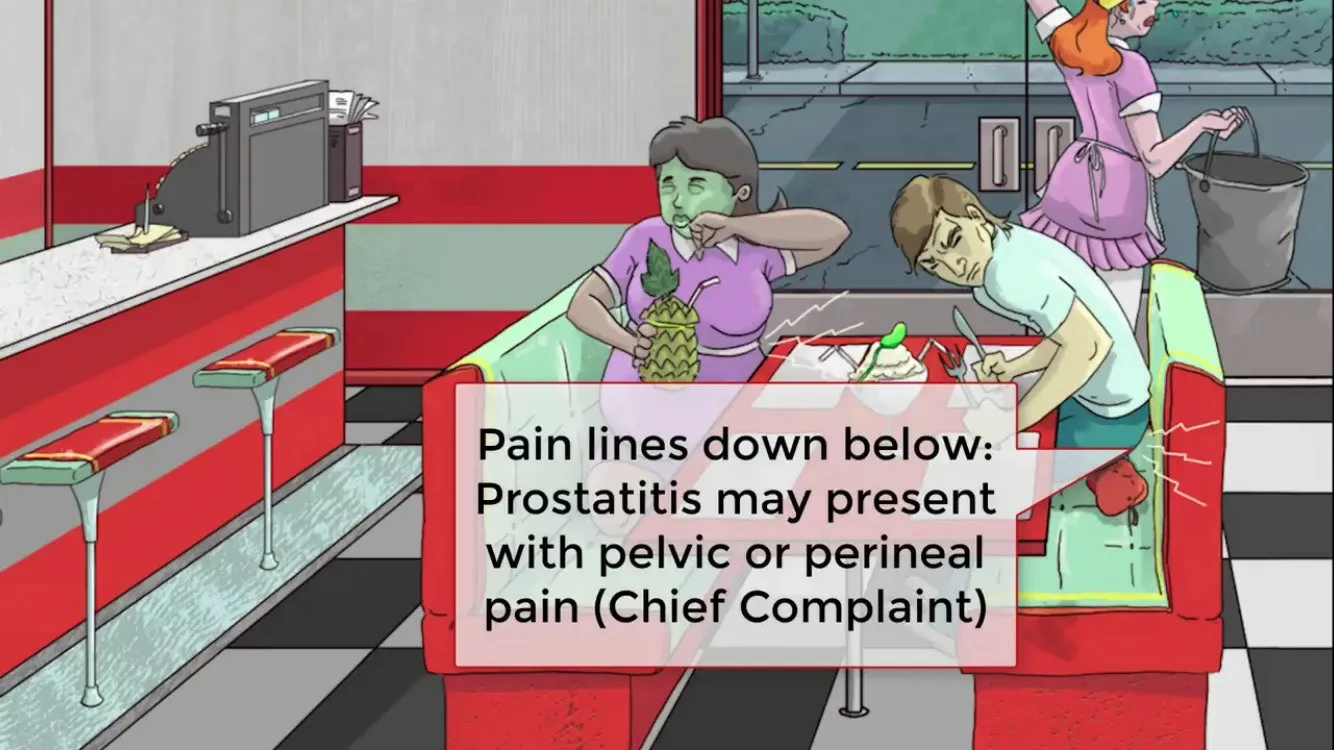 Pain lines down below:
Prostatitis may present
with pelvic or perineal
pain (Chief Complaint)